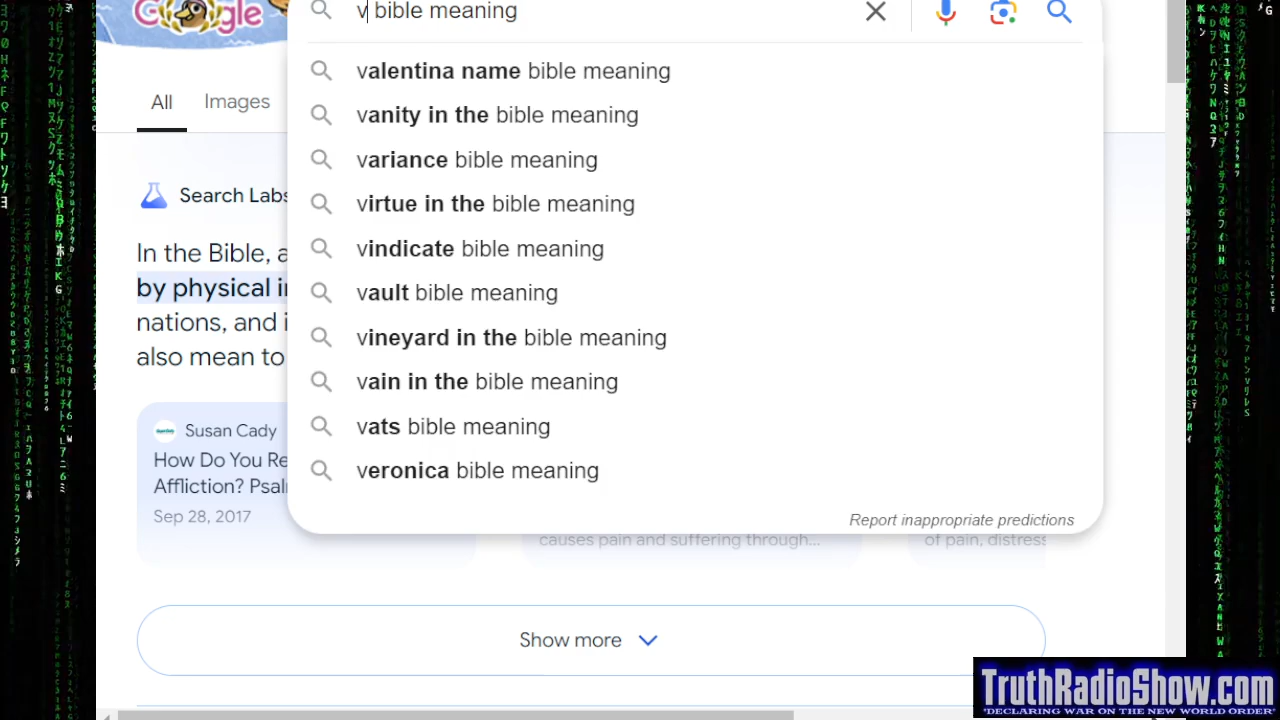 Google
v bible meaning
All Images
valentina name bible meaning
vanity in the bible meaning
variance bible meaning
virtue in the bible meaning
vindicate bible meaning
vault bible meaning
vineyard in the bible meaning
vain in the bible meaning
vats bible meaning
veronica bible meaning
Report inappropriate predictions
Search Labs
In the Bible, a
by physical i
nations, and i
also mean to
Susan Cady
How Do You Re
Affliction? Psal
Sep 28, 2017
causes pain and suffering through...
of pain, distress
Show more
TruthRadioShow.com
"DECLARING WAR ON THE NEW WORLD ORDER"